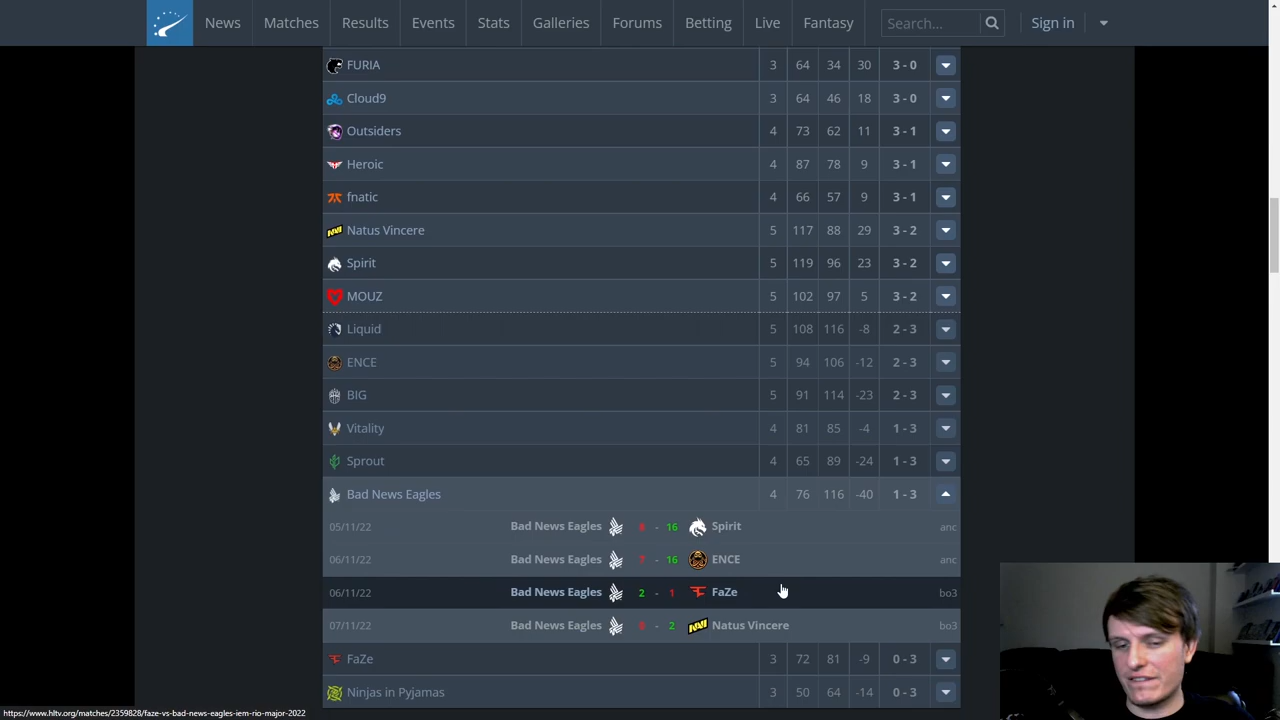 News Matches Results Events Stats Galleries Forums Betting Live Fantasy Search... Sign in
FURIA 3 64 34 30 3 - 0
Cloud9 3 64 46 18 3 - 0
Outsiders 4 73 62 11 3 - 1
Heroic 4 87 78 9 3 - 1
fnatic 4 66 57 9 3 - 1
Natus Vincere 5 117 88 29 3 - 2
Spirit 5 119 96 23 3 - 2
MOUZ 5 102 97 5 3 - 2
Liquid 5 108 116 -8 2 - 3
ENCE 5 94 106 -12 2 - 3
BIG 5 91 114 -23 2 - 3
Vitality 4 81 85 -4 1 - 3
Sprout 4 65 89 -24 1 - 3
Bad News Eagles 4 76 116 -40 1 - 3
05/11/22 Bad News Eagles - 16 Spirit anc
06/11/22 Bad News Eagles 7 - 16 ENCE anc
06/11/22 Bad News Eagles 2 - 1 FaZe bo3
07/11/22 Bad News Eagles 0 - 2 Natus Vincere bo3
FaZe 3 72 81 -9 0 - 3
Ninjas in Pyjamas 3 50 64 -14 0 - 3
https://www.hltv.org/matches/2359828/faze-vs-bad-news-eagles-iem-rio-major-2022